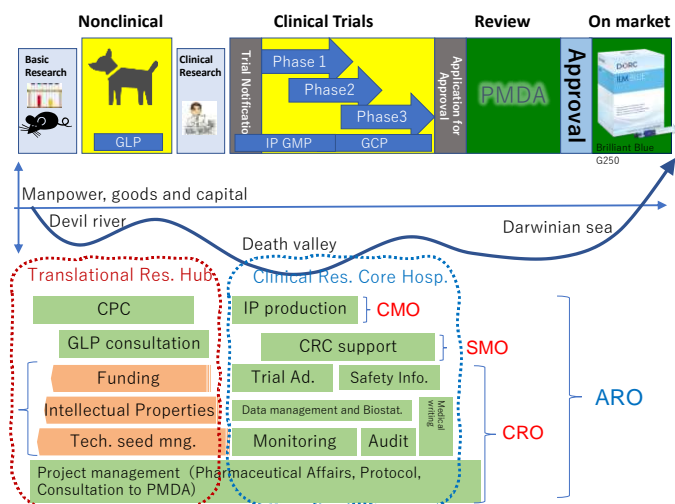 Nonclinical
Clinical Trials
Review
On market
Basic
Research
GLP
Clinical
Research
Trial Notification
Phase 1
Phase2
Phase3
IP GMP
GCP
Application for
Approval
PMDA
Approval
DORC
Brilliant Blue
G250
Manpower, goods and capital
Devil river
Death valley
Darwinian sea
Translational Res. Hub
Clinical Res. Core Hosp.
CPC
IP production
CMO
GLP consultation
CRC support
SMO
Funding
Trial Ad.
Safety Info.
Intellectual Properties
Data management and Biostat.
Medical
writing
ARO
CRO
Tech. seed mng.
Monitoring
Audit
Project management（Pharmaceutical Affairs, Protocol,
Consultation to PMDA）